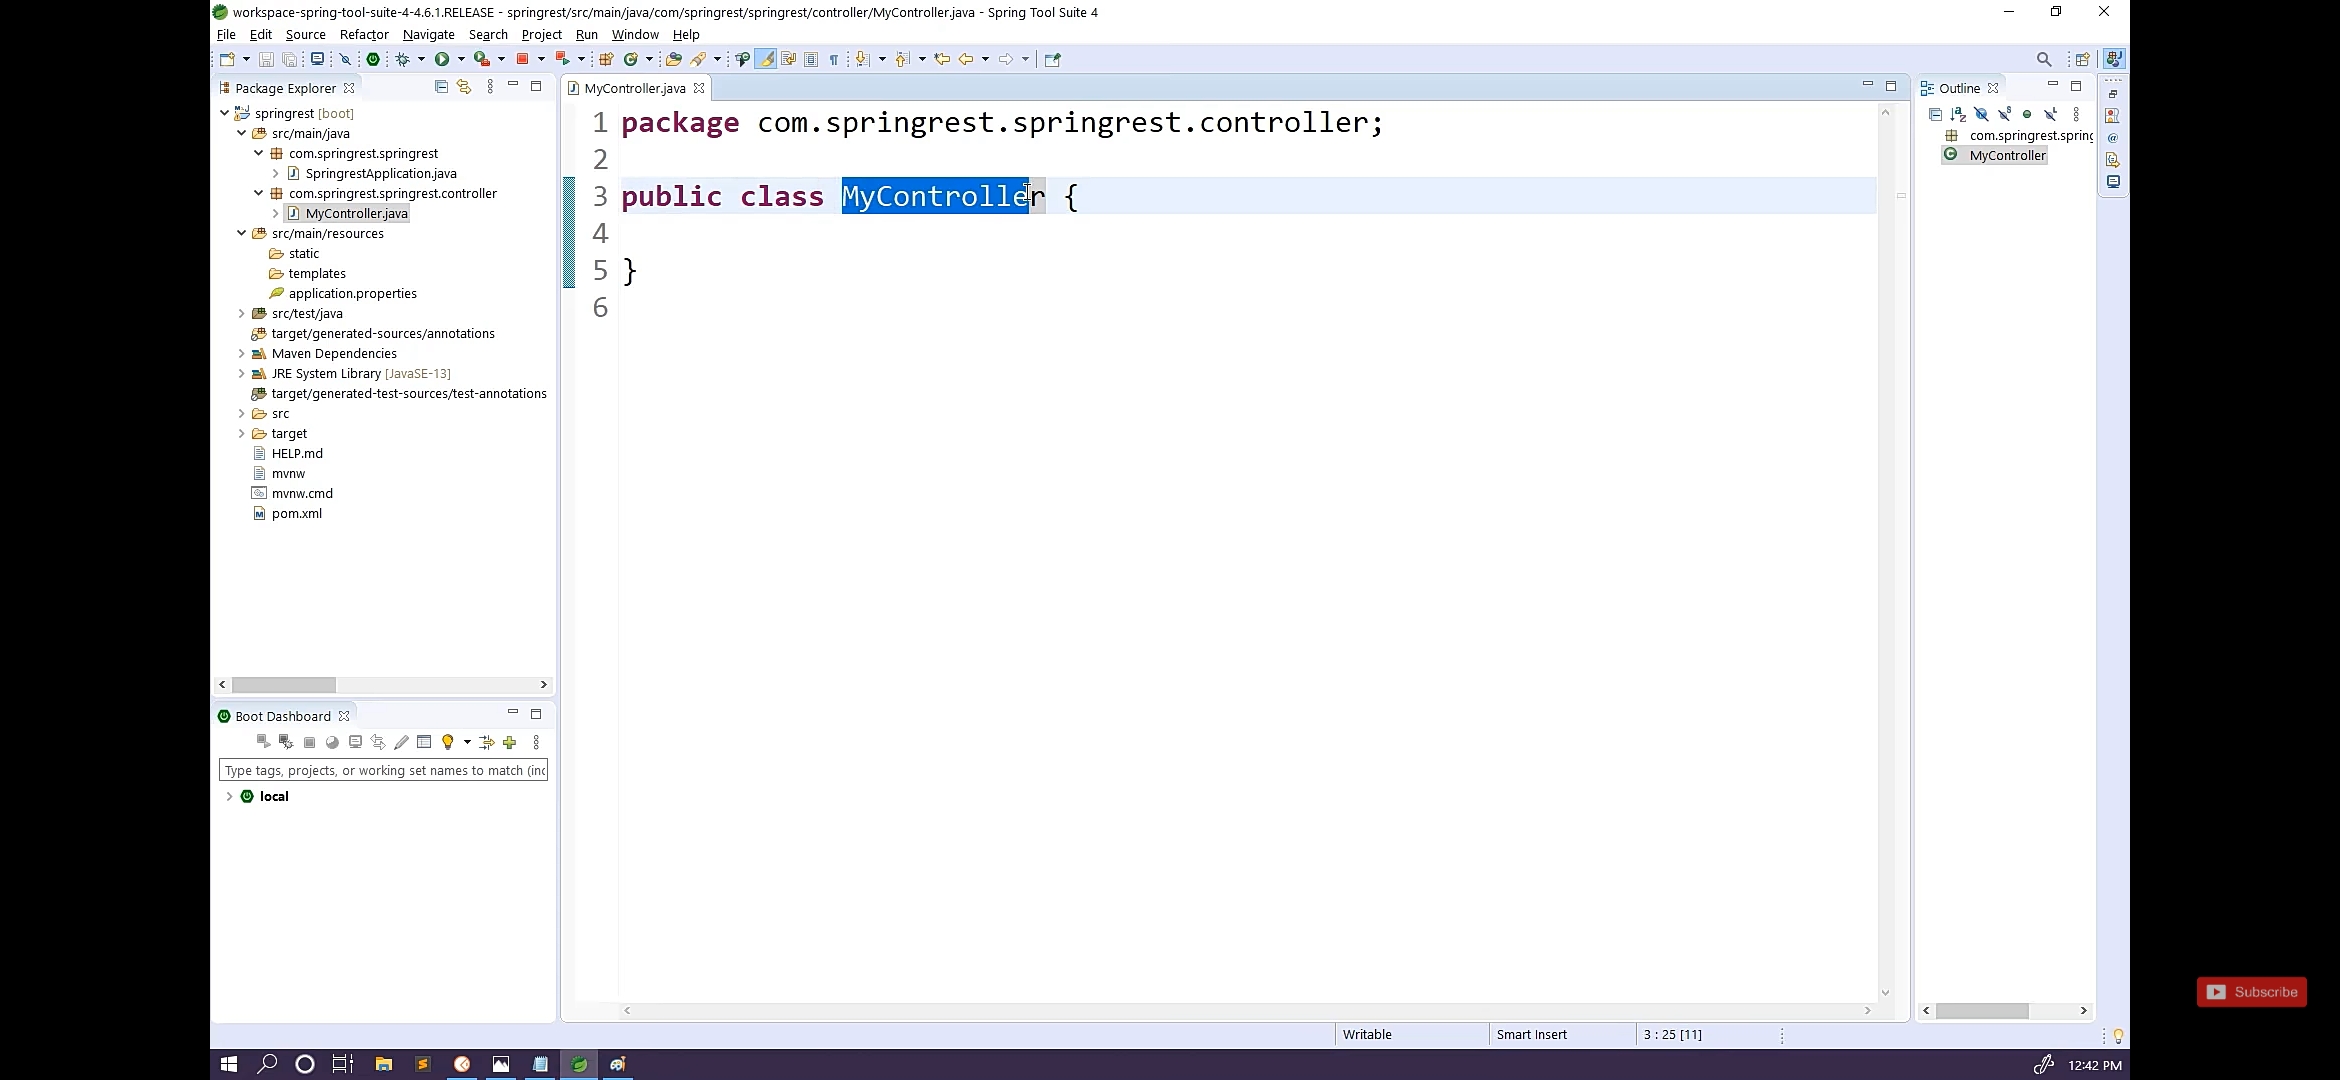 workspace-spring-tool-suite-4-4.6.1.RELEASE - springrest/src/main/java/com/springrest/springrest/controller/MyController.java - Spring Tool Suite 4
File Edit Source Refactor Navigate Search Project Run Window Help
Package Explorer
springrest [boot]
src/main/java
com.springrest.springrest
SpringrestApplication.java
com.springrest.springrest.controller
MyController.java
src/main/resources
static
templates
application.properties
src/test/java
target/generated-sources/annotations
Maven Dependencies
JRE System Library [JavaSE-13]
target/generated-test-sources/test-annotations
src
target
HELP.md
mvnw
mvnw.cmd
pom.xml
Boot Dashboard
Type tags, projects, or working set names to match (inc
local
MyController.java
1 package com.springrest.springrest.controller;
2
3 public class MyController {
4
5 }
6
Outline
com.springrest.spring
MyController
Writable
Smart Insert
3 : 25 [11]
Subscribe
12:42 PM